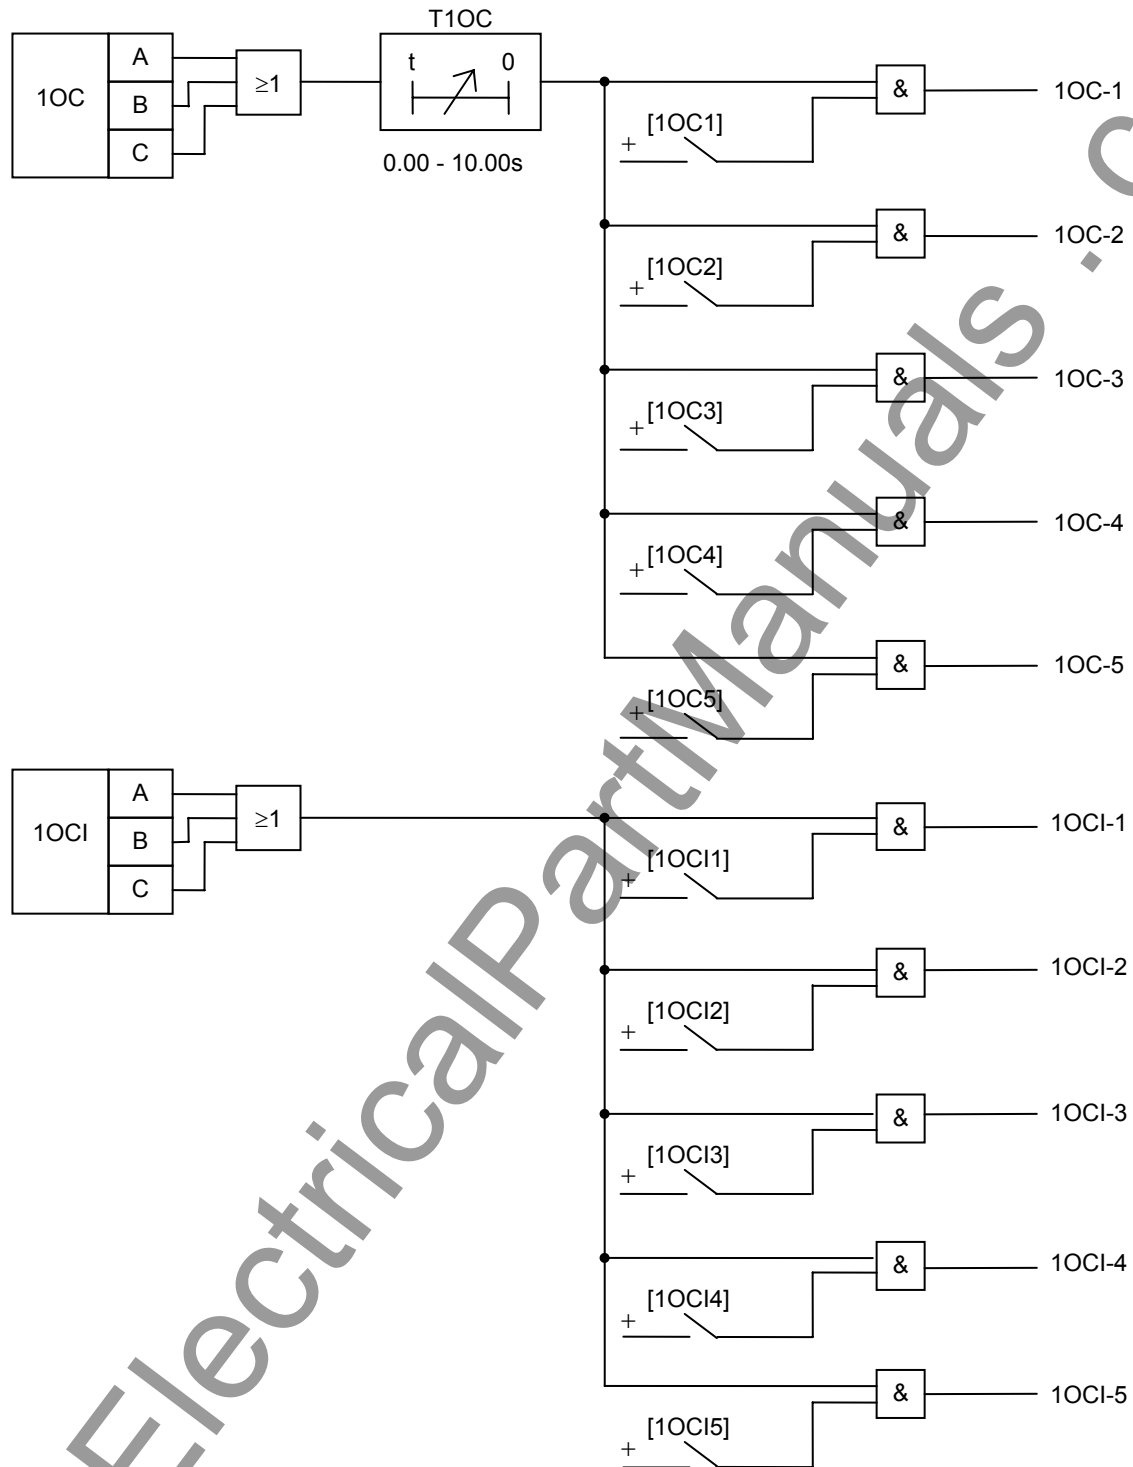 T1OC
1OC
A
B
C
≥1
t 0
0.00 - 10.00s
&
1OC-1
+
[1OC1]
&
1OC-2
+
[1OC2]
&
1OC-3
+
[1OC3]
&
1OC-4
+
[1OC4]
&
1OC-5
+
[1OC5]
1OCI
A
B
C
≥1
&
1OCI-1
+
[1OCI1]
&
1OCI-2
+
[1OCI2]
&
1OCI-3
+
[1OCI3]
&
1OCI-4
+
[1OCI4]
&
1OCI-5
+
[1OCI5]
ElectricalPartManuals . c